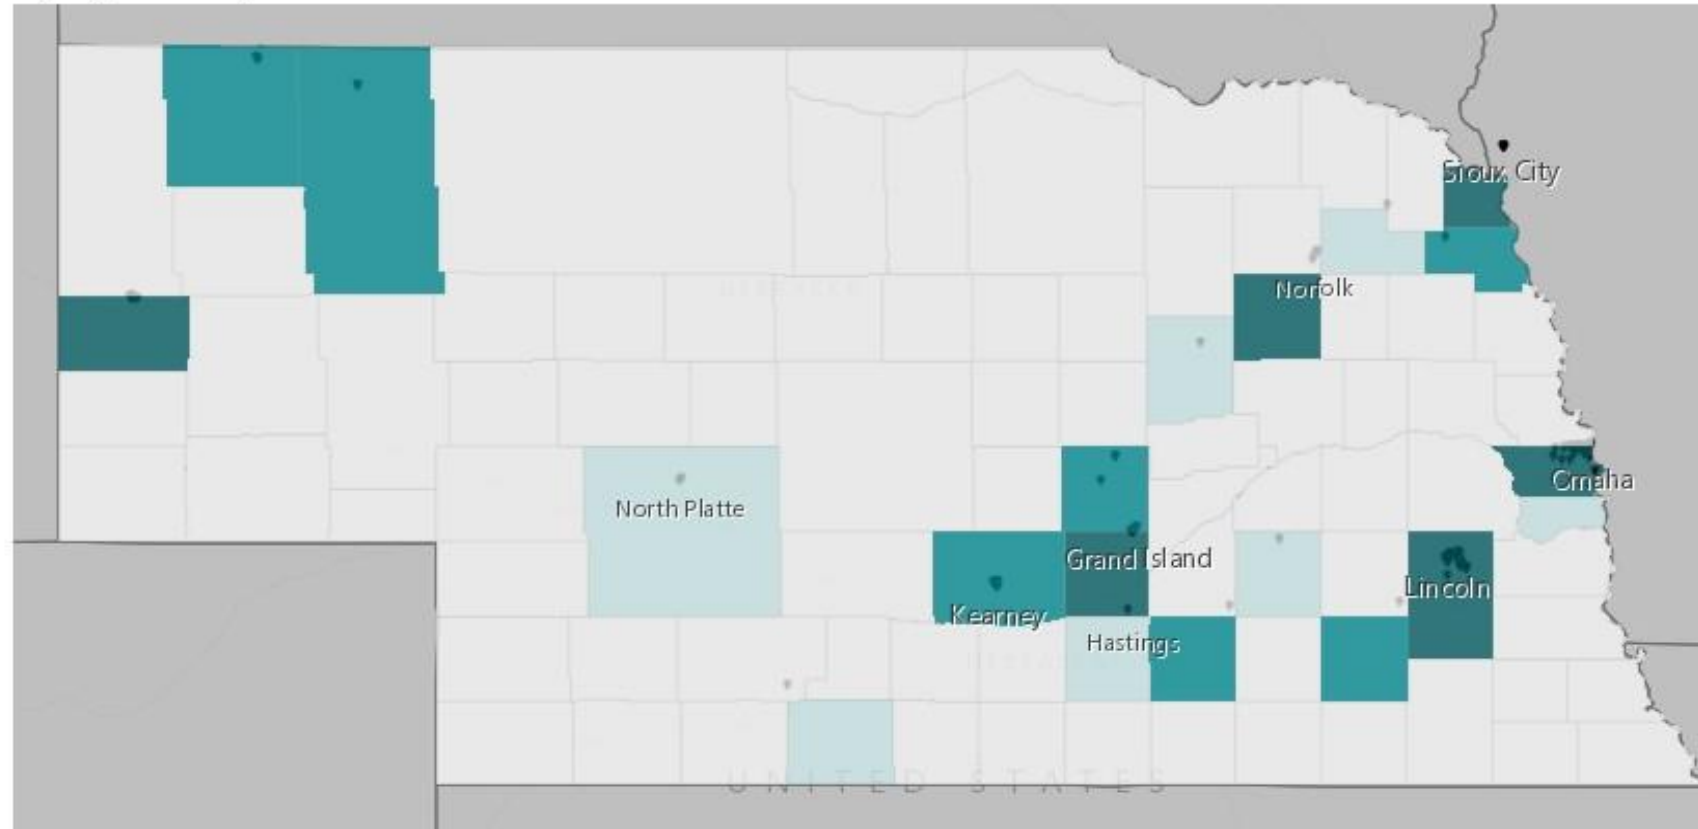 Sioux City
Norfolk
Omaha
North Platte
Grand Island
Lincoln
Kearney
Hastings
UNITED STATES